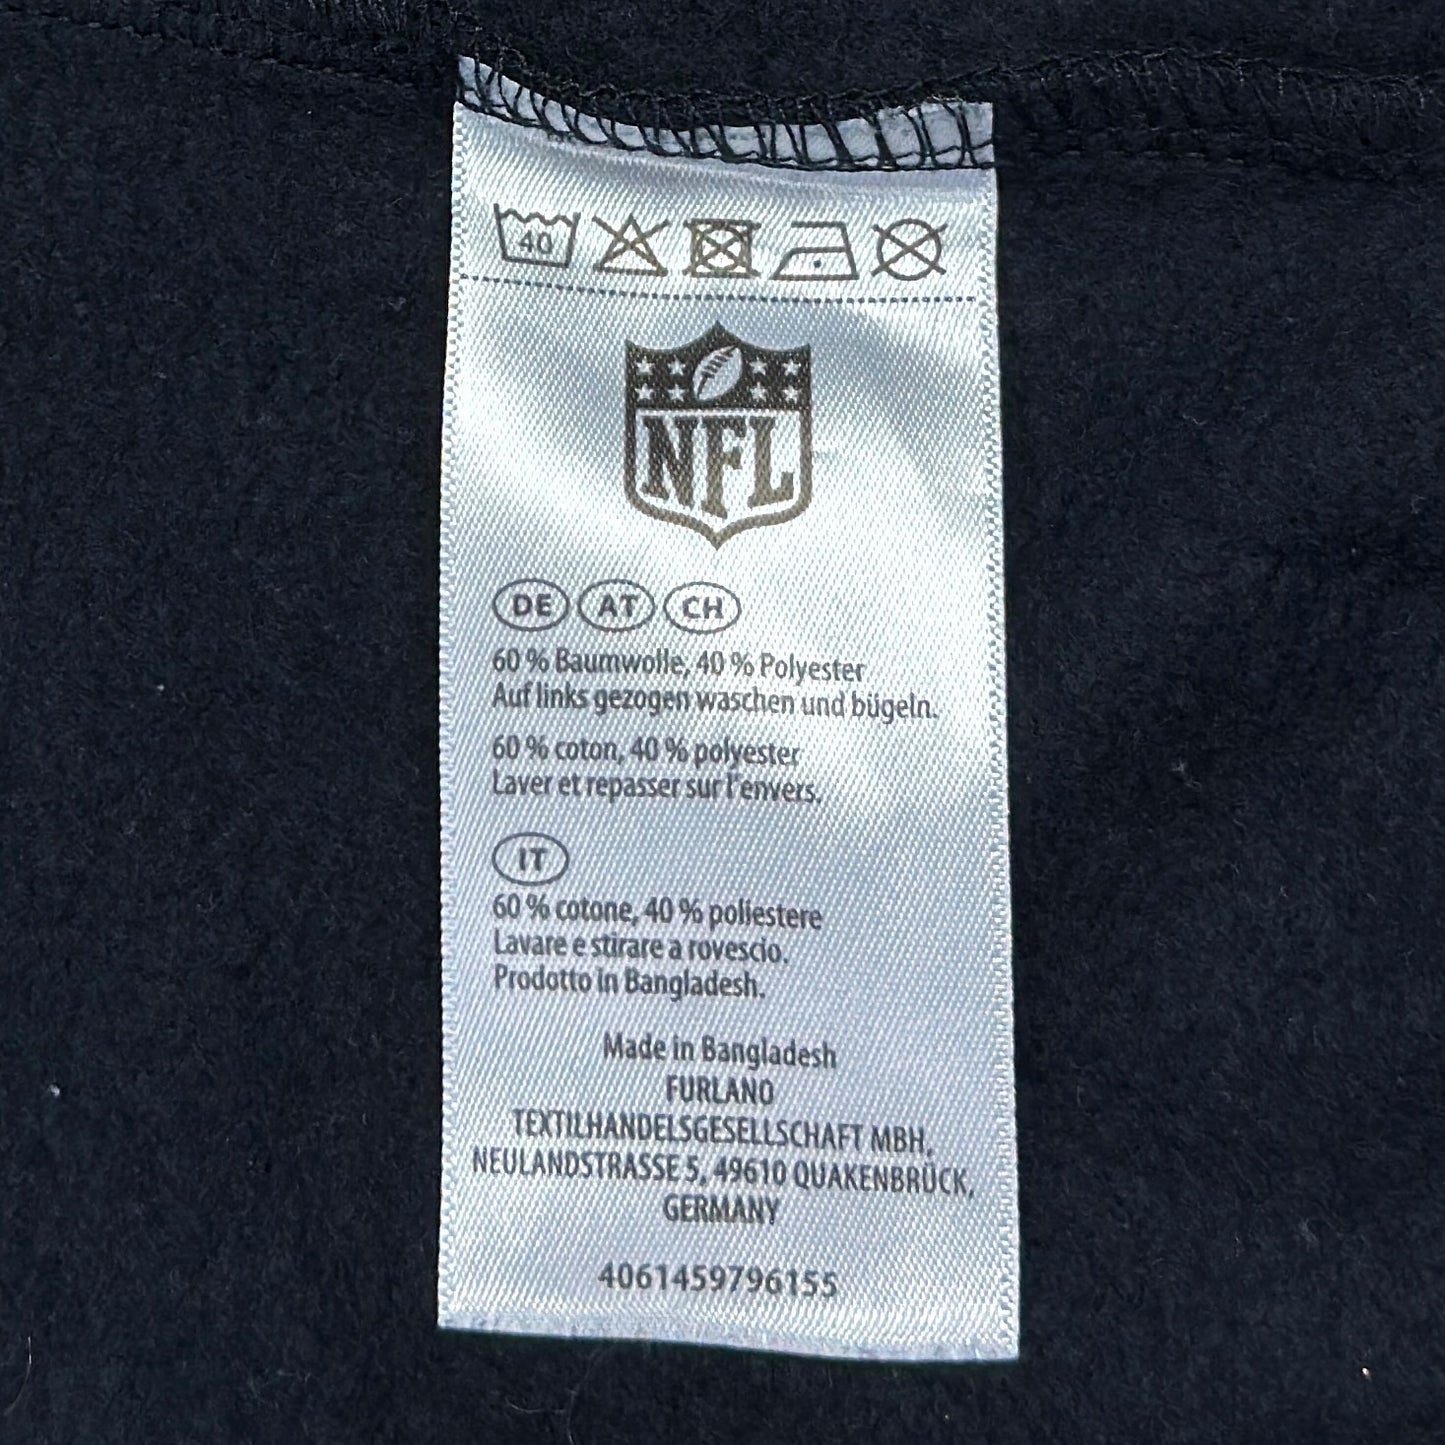 40
NFL
DE AT CH
60 % Baumwolle, 40 % Polyester
Auf links gezogen waschen und bügeln.
60 % coton, 40 % polyester
Laver et repasser sur l'envers.
IT
60 % cotone, 40 % poliestere
Lavare e stirare a rovescio.
Prodotto in Bangladesh.
Made in Bangladesh
FURLANO
TEXTILHANDELSGESELLSCHAFT MBH,
NEULANDSTRASSE 5, 49610 QUAKENBRÜCK,
GERMANY
4061459796155